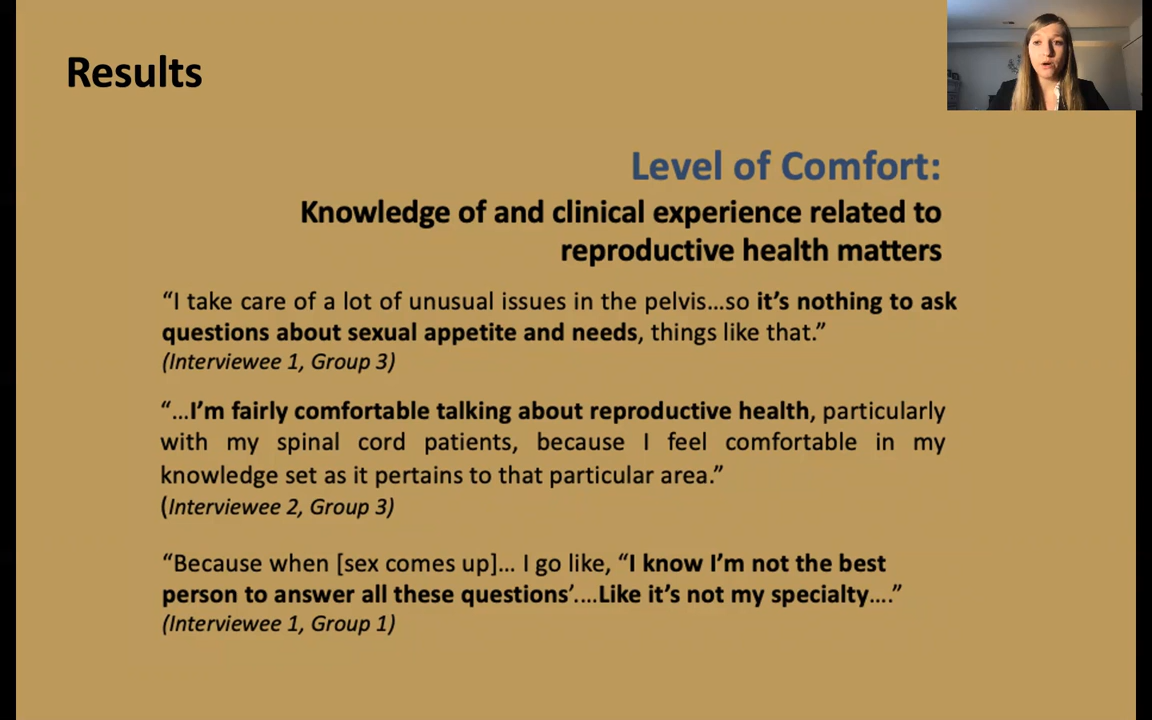 Results
Level of Comfort:
Knowledge of and clinical experience related to
reproductive health matters
“I take care of a lot of unusual issues in the pelvis…so it’s nothing to ask
questions about sexual appetite and needs, things like that.”
(Interviewee 1, Group 3)
“…I’m fairly comfortable talking about reproductive health, particularly
with my spinal cord patients, because I feel comfortable in my
knowledge set as it pertains to that particular area.”
(Interviewee 2, Group 3)
“Because when [sex comes up]… I go like, “I know I’m not the best
person to answer all these questions’.…Like it’s not my specialty….”
(Interviewee 1, Group 1)